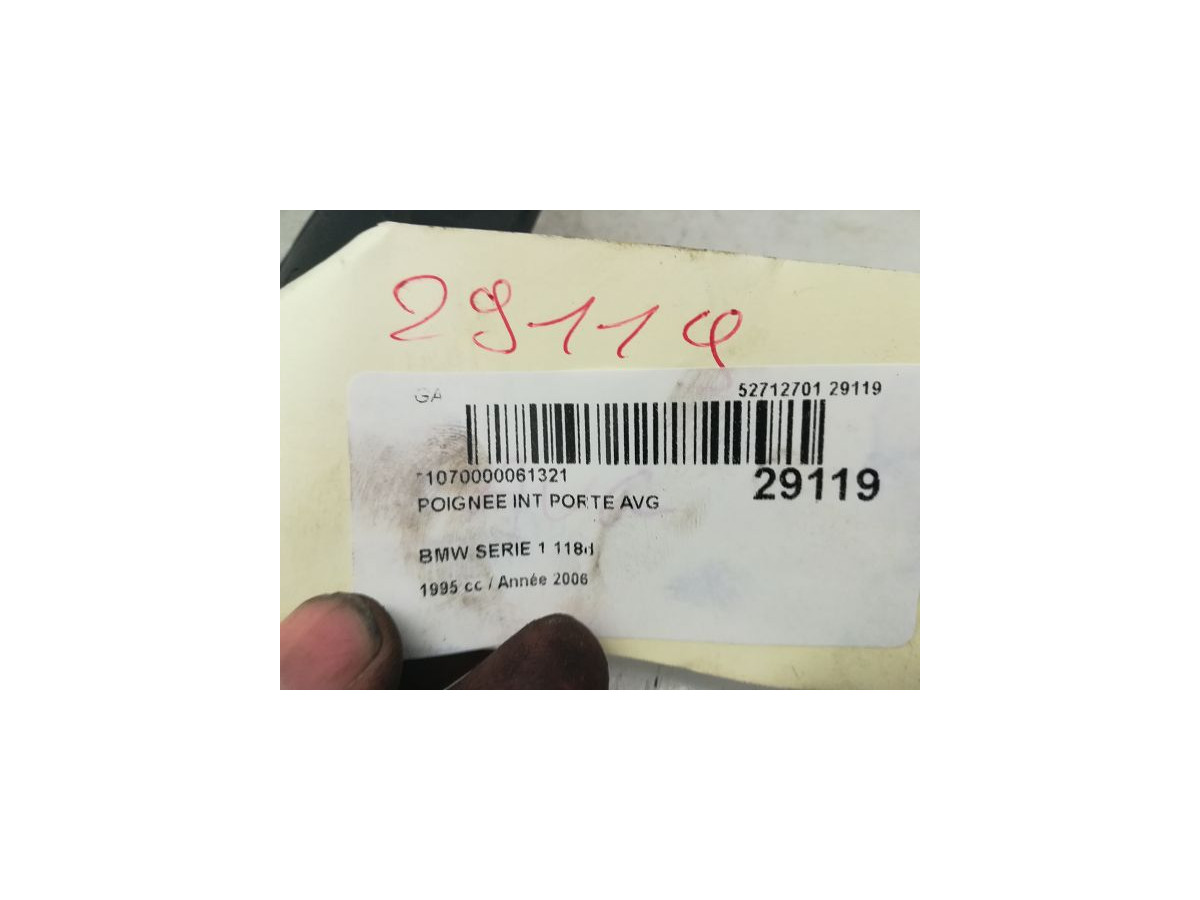 29119
GA
52712701 29119
*1070000061321
29119
POIGNEE INT PORTE AVG
BMW SERIE 1 118d
1995 cc / Année 2006